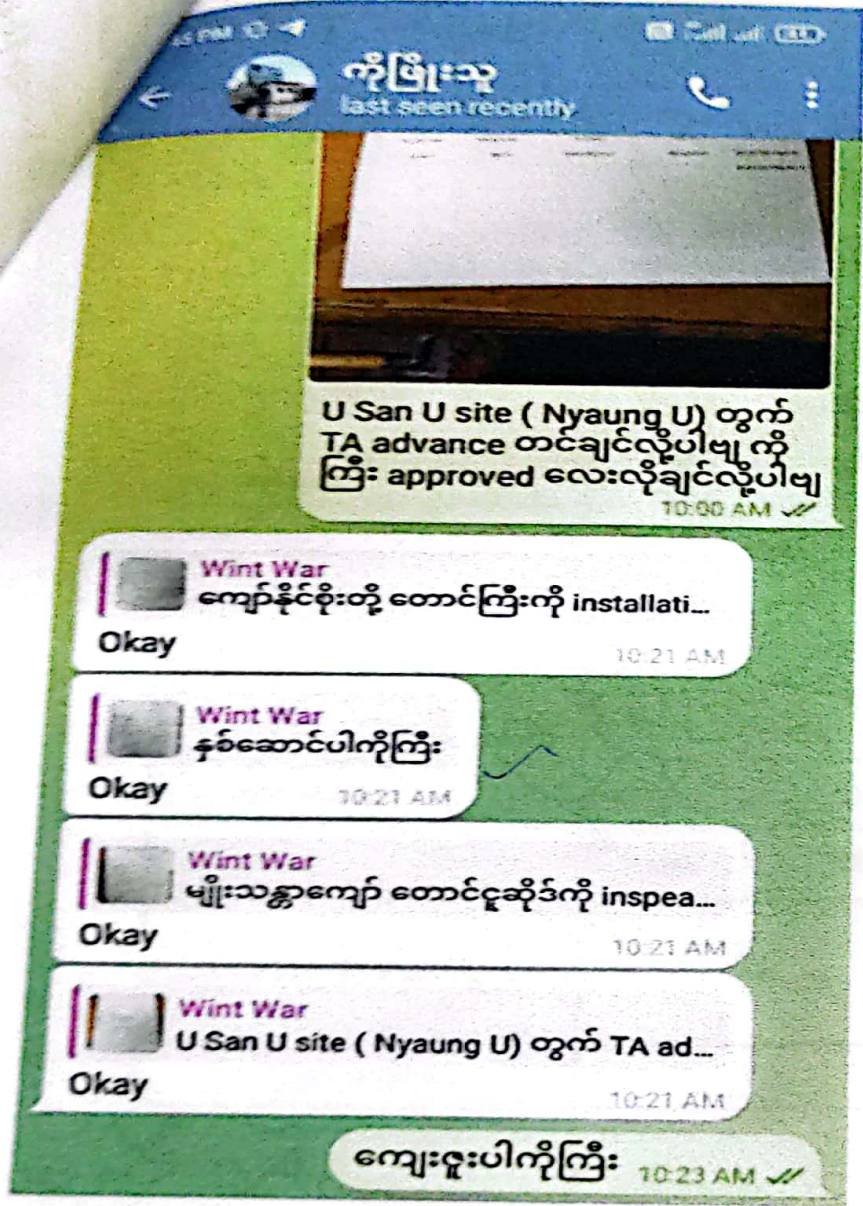 PM
ကိုဖြိုးသူ
last seen recently
U San U site ( Nyaung U) တွက်
TA advance တင်ချင်လို့ပါဗျ ကို
ကြီး approved လေးလိုချင်လို့ပါဗျ
10:00 AM
Wint War
ကျော်နိုင်စိုးတို့ တောင်ကြီးကို installati...
Okay
10:21 AM
Wint War
နှစ်ဆောင်ပါကိုကြီး
Okay
10:21 AM
Wint War
မျိုးသန္တာကျော် တောင်ငူဆိုဒ်ကို inspea...
Okay
10:21 AM
Wint War
U San U site ( Nyaung U) တွက် TA ad...
Okay
10:21 AM
ကျေးဇူးပါကိုကြီး 10:23 AM